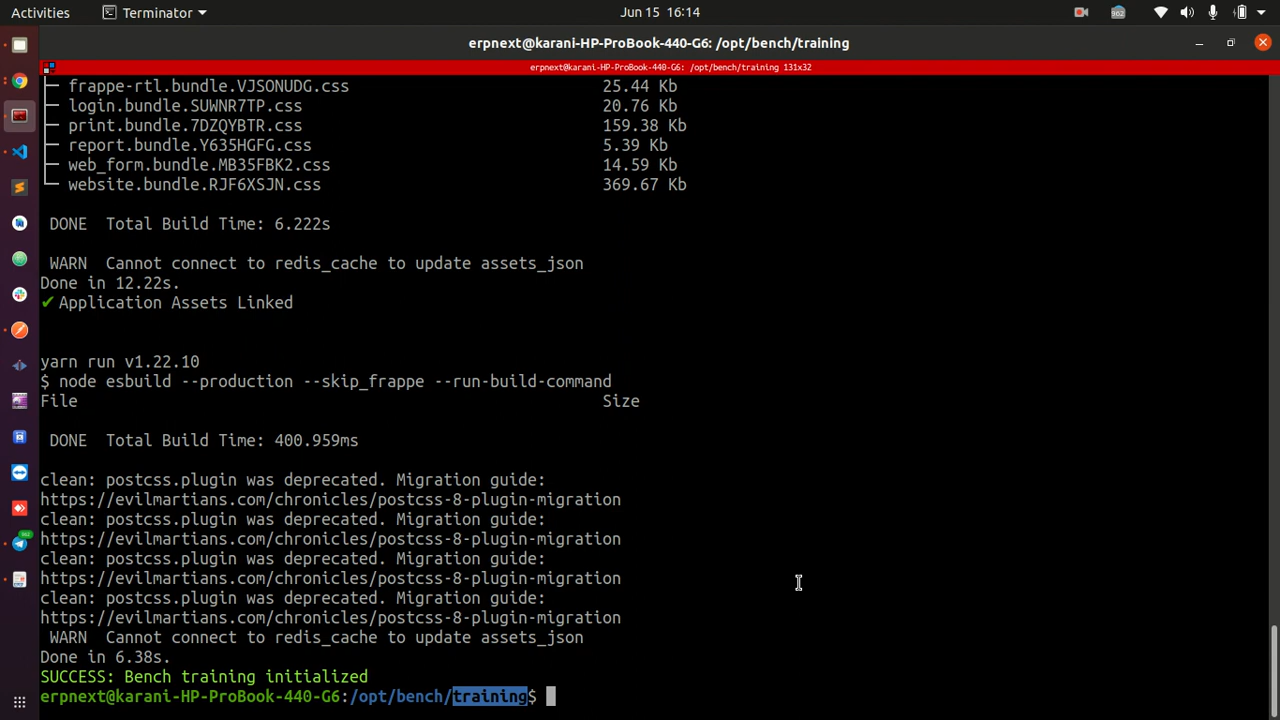 Activities Terminator Jun 15 16:14
erpnext@karani-HP-ProBook-440-G6: /opt/bench/training
erpnext@karani-HP-ProBook-440-G6: /opt/bench/training 131x32
├─ frappe-rtl.bundle.VJSONUDG.css 25.44 Kb
├─ login.bundle.SUWNR7TP.css 20.76 Kb
├─ print.bundle.7DZQYBTR.css 159.38 Kb
├─ report.bundle.Y635HGFG.css 5.39 Kb
├─ web_form.bundle.MB35FBK2.css 14.59 Kb
└─ website.bundle.RJF6XSJN.css 369.67 Kb
DONE Total Build Time: 6.222s
WARN Cannot connect to redis_cache to update assets_json
Done in 12.22s.
✔ Application Assets Linked
yarn run v1.22.10
$ node esbuild --production --skip_frappe --run-build-command
File Size
DONE Total Build Time: 400.959ms
clean: postcss.plugin was deprecated. Migration guide:
https://evilmartians.com/chronicles/postcss-8-plugin-migration
clean: postcss.plugin was deprecated. Migration guide:
https://evilmartians.com/chronicles/postcss-8-plugin-migration
clean: postcss.plugin was deprecated. Migration guide:
https://evilmartians.com/chronicles/postcss-8-plugin-migration
clean: postcss.plugin was deprecated. Migration guide:
https://evilmartians.com/chronicles/postcss-8-plugin-migration
WARN Cannot connect to redis_cache to update assets_json
Done in 6.38s.
SUCCESS: Bench training initialized
erpnext@karani-HP-ProBook-440-G6:/opt/bench/training$